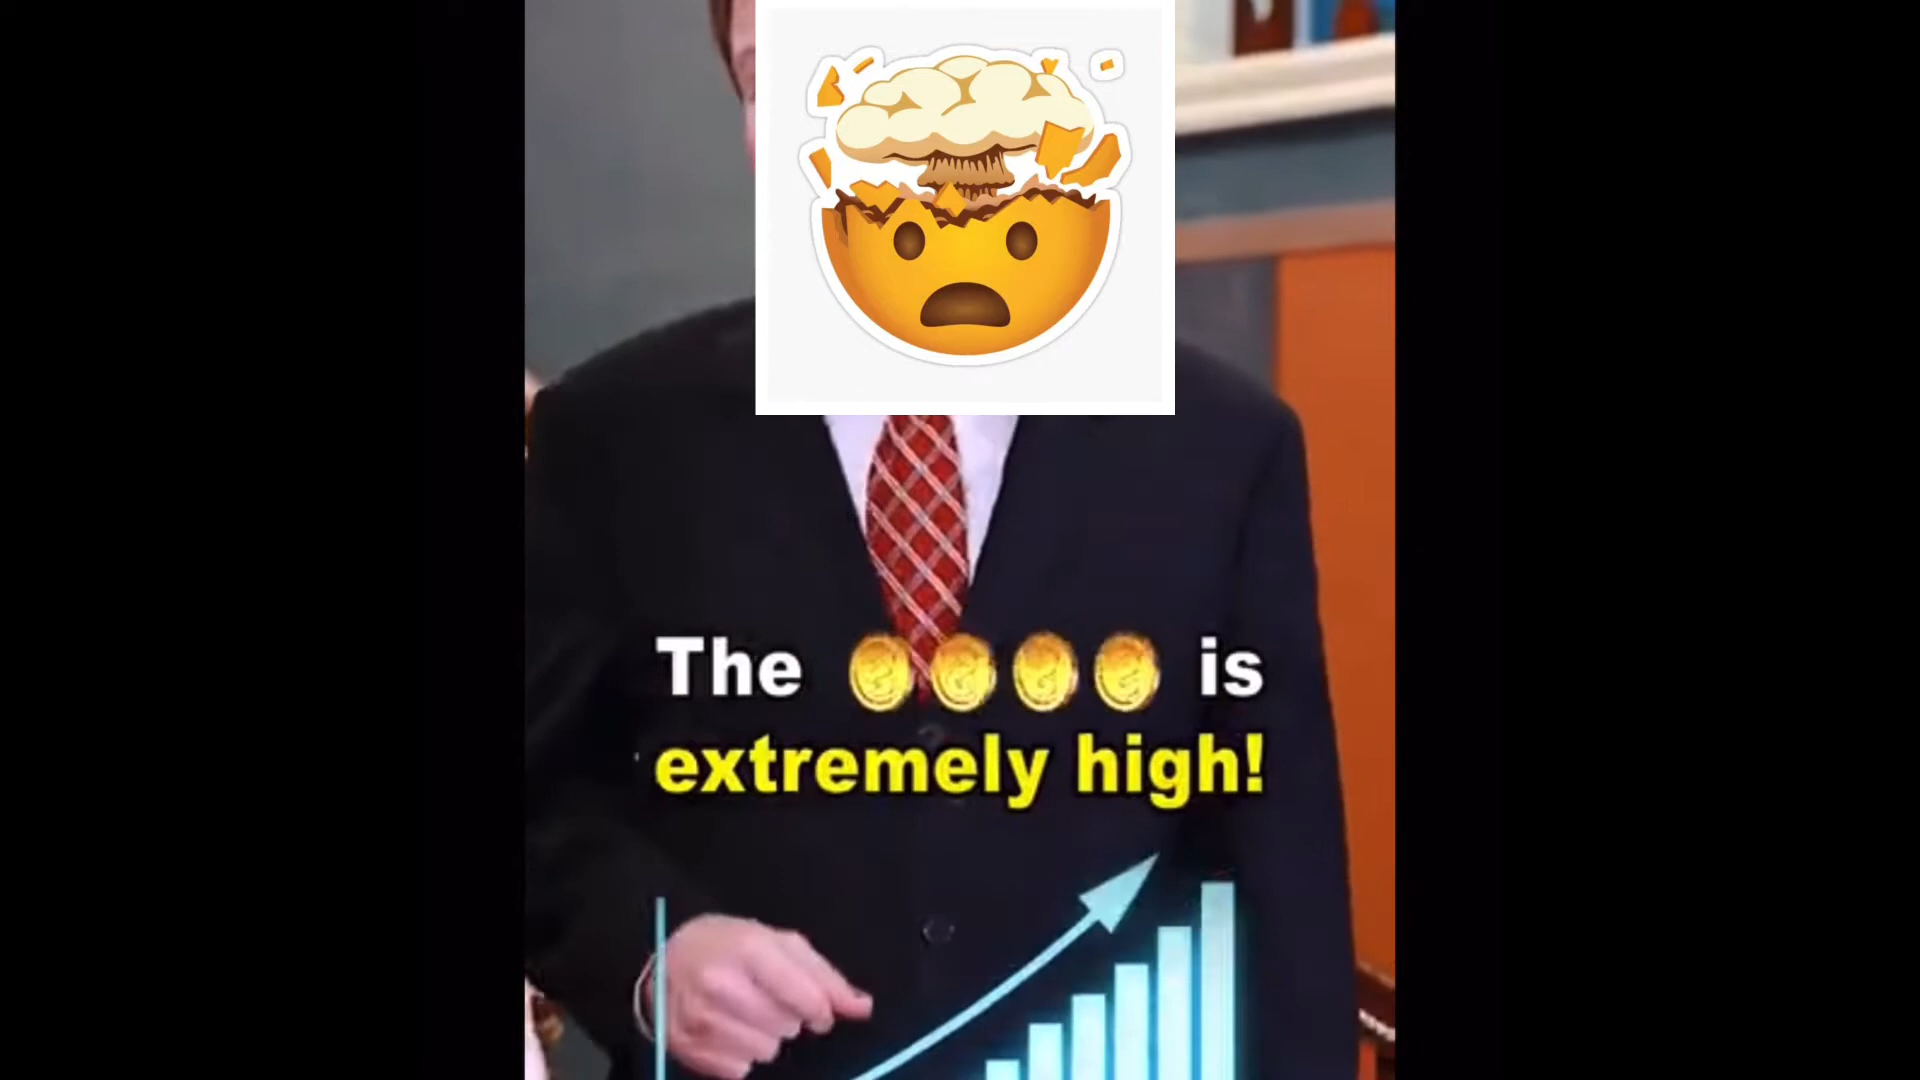 The 🪙🪙🪙🪙 is
extremely high!